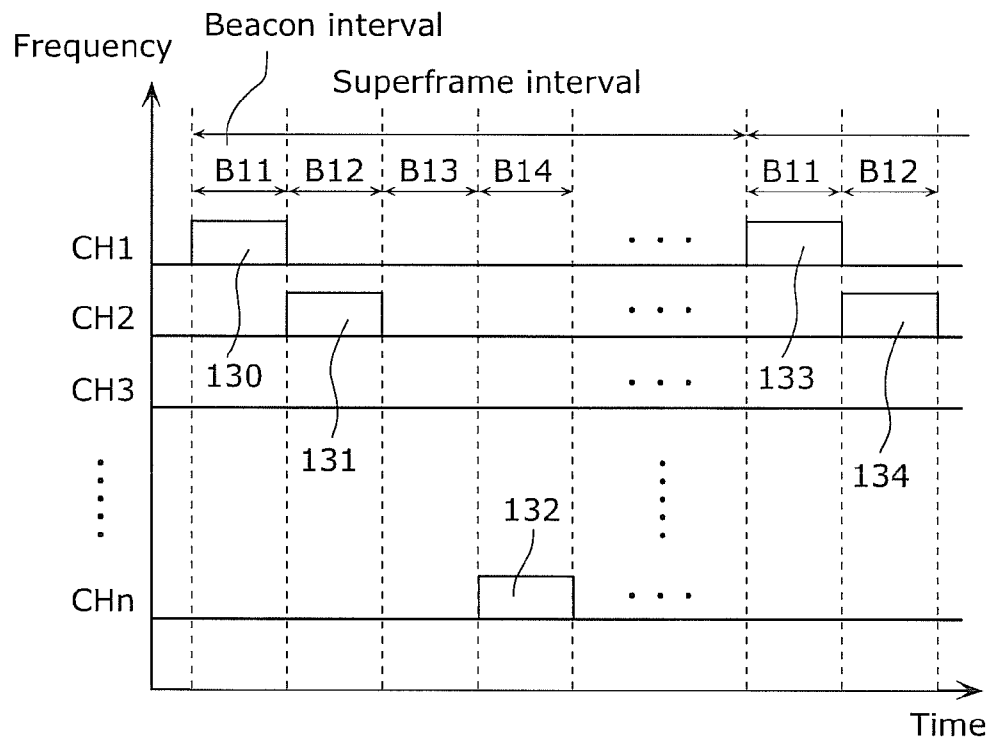 Beacon interval
Frequency
Superframe interval
B11 B12 B13 B14 B11 B12
CH1
130
133
CH2
131
134
CH3
132
CHn
Time